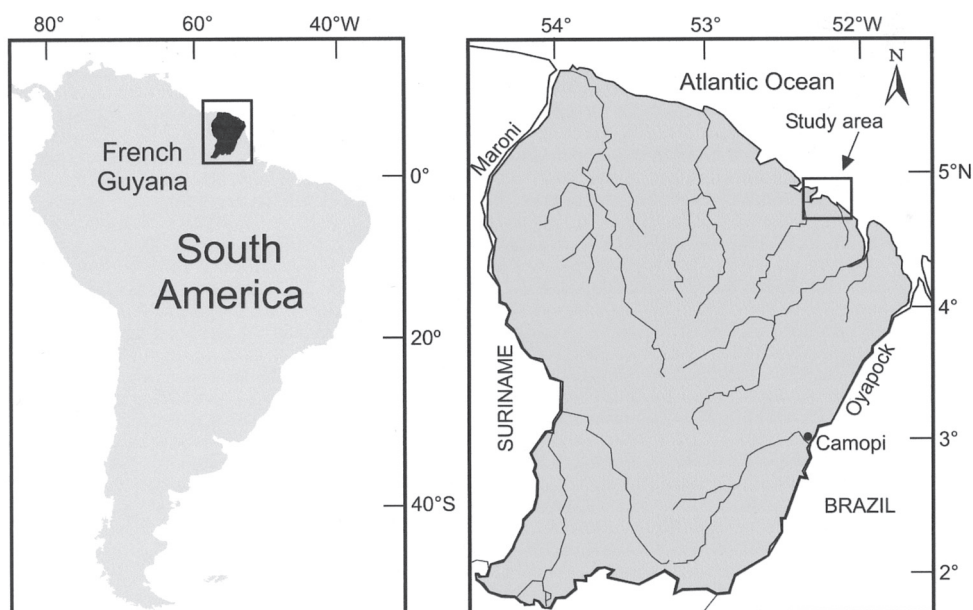 80°
60°
40°W
French
Guyana
South
America
0°
20°
40°S
54°
53°
52°W
N
Atlantic Ocean
Study area
Maroni
5°N
4°
SURINAME
Oyapock
3°
Camopi
BRAZIL
2°